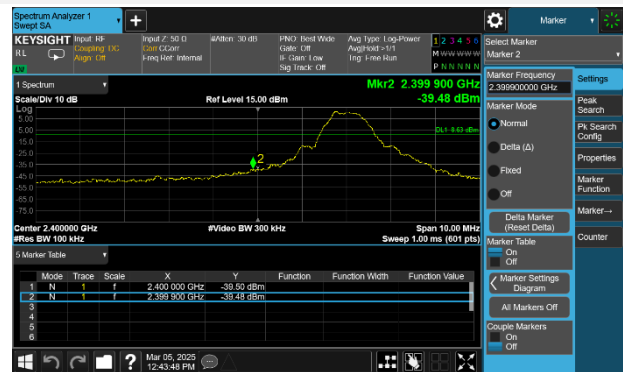 Spectrum Analyzer 1
Swept SA
Marker
KEYSIGHT Input: RF Input Z: 50 Ω #Atten: 30 dB PNO: Best Wide Avg Type: Log-Power 1 2 3 4 5 6
RL Coupling: DC Corr CCorr Gate: Off Avg|Hold:>1/1 M W W W W W
Align: Off Freq Ref: Internal IF Gain: Low Trig: Free Run
Sig Track: Off P N N N N N
Select Marker
Marker 2
1 Spectrum
Mkr2 2.399 900 GHz
Scale/Div 10 dB Ref Level 15.00 dBm -39.48 dBm
Log
5.00
-5.00
-15.0
-25.0
-35.0
-45.0
-55.0
-65.0
-75.0
2
Center 2.400000 GHz #Video BW 300 kHz Span 10.00 MHz
#Res BW 100 kHz Sweep 1.00 ms (601 pts)
5 Marker Table
Mode Trace Scale X Y Function Function Width Function Value
1 N 1 f 2.400 000 GHz -39.50 dBm
2 N 1 f 2.399 900 GHz -39.48 dBm
3
4
5
6
Marker Frequency
2.399900000 GHz
Marker Mode
Normal
Delta (Δ)
Fixed
Off
Delta Marker
(Reset Delta)
Marker Table
On
Off
Marker Settings
Diagram
All Markers Off
Couple Markers
On
Off
Settings
Peak
Search
Pk Search
Config
Properties
Marker
Function
Marker→
Counter
Mar 05, 2025
12:43:48 PM